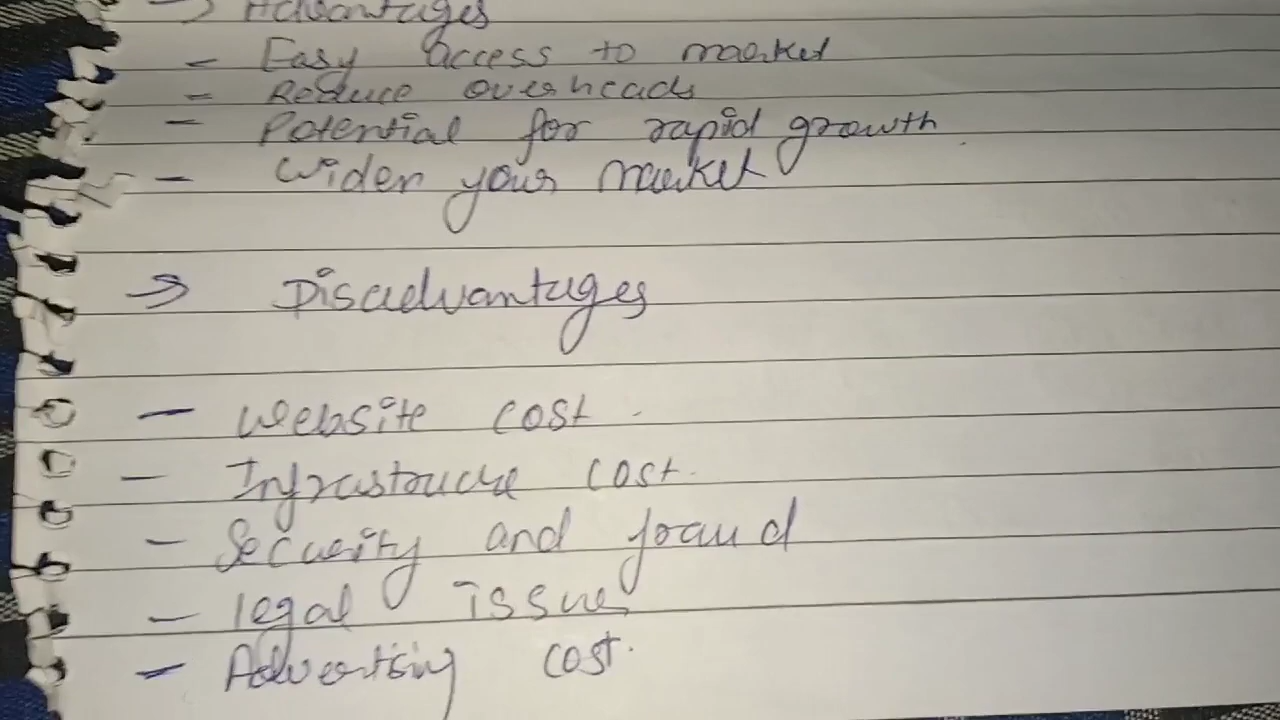 → Advantages
- Easy access to market
- Reduce overheads
- Potential for rapid growth
- Widen your market
→ Disadvantages
- Website cost.
- Infrastrucure cost.
- Security and fraud
- legal issues
- Advertising cost.